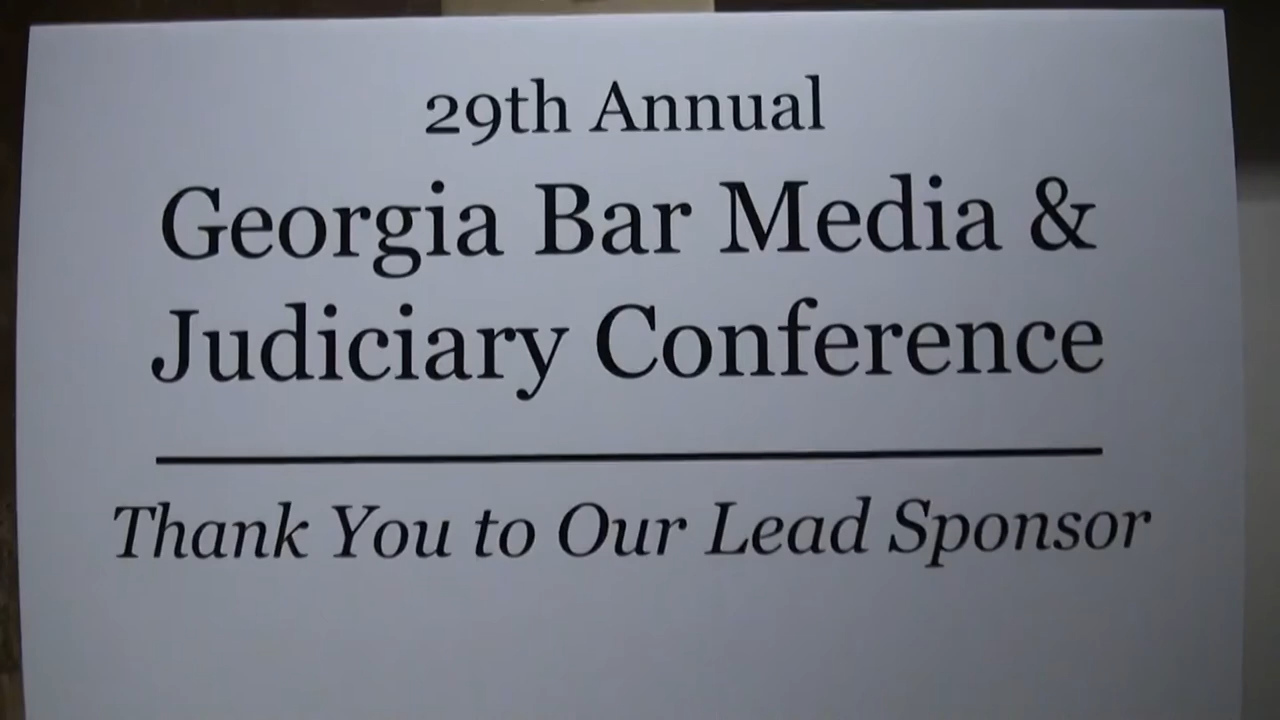 29th Annual
Georgia Bar Media &
Judiciary Conference
Thank You to Our Lead Sponsor